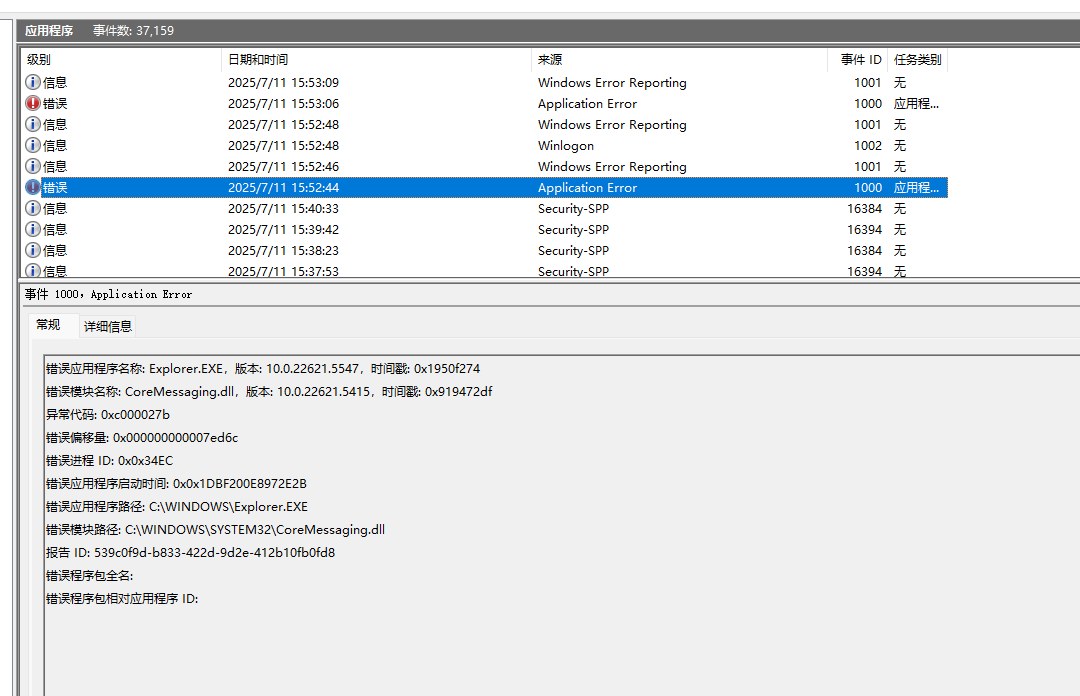 应用程序 事件数: 37,159
级别 日期和时间 来源 事件 ID 任务类别
信息 2025/7/11 15:53:09 Windows Error Reporting 1001 无
错误 2025/7/11 15:53:06 Application Error 1000 应用程...
信息 2025/7/11 15:52:48 Windows Error Reporting 1001 无
信息 2025/7/11 15:52:48 Winlogon 1002 无
信息 2025/7/11 15:52:46 Windows Error Reporting 1001 无
错误 2025/7/11 15:52:44 Application Error 1000 应用程...
信息 2025/7/11 15:40:33 Security-SPP 16384 无
信息 2025/7/11 15:39:42 Security-SPP 16394 无
信息 2025/7/11 15:38:23 Security-SPP 16384 无
信息 2025/7/11 15:37:53 Security-SPP 16394 无
事件 1000，Application Error
常规 详细信息
错误应用程序名称: Explorer.EXE，版本: 10.0.22621.5547，时间戳: 0x1950f274
错误模块名称: CoreMessaging.dll，版本: 10.0.22621.5415，时间戳: 0x919472df
异常代码: 0xc000027b
错误偏移量: 0x000000000007ed6c
错误进程 ID: 0x0x34EC
错误应用程序启动时间: 0x0x1DBF200E8972E2B
错误应用程序路径: C:\WINDOWS\Explorer.EXE
错误模块路径: C:\WINDOWS\SYSTEM32\CoreMessaging.dll
报告 ID: 539c0f9d-b833-422d-9d2e-412b10fb0fd8
错误程序包全名:
错误程序包相对应用程序 ID: